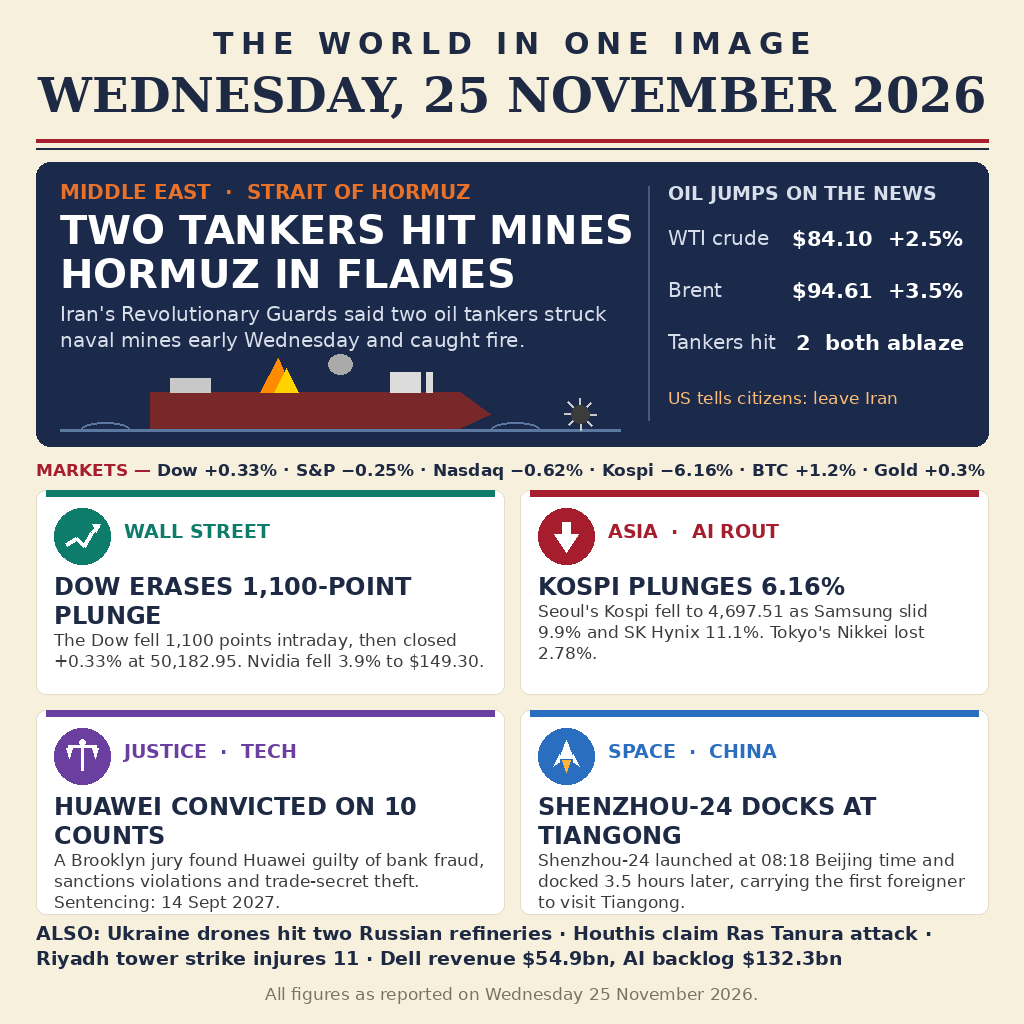 THE WORLD IN ONE IMAGE
WEDNESDAY, 25 NOVEMBER 2026
MIDDLE EAST · STRAIT OF HORMUZ
TWO TANKERS HIT MINES
HORMUZ IN FLAMES
Iran's Revolutionary Guards said two oil tankers struck
naval mines early Wednesday and caught fire.
OIL JUMPS ON THE NEWS
WTI crude $84.10 +2.5%
Brent $94.61 +3.5%
Tankers hit 2 both ablaze
US tells citizens: leave Iran
MARKETS — Dow +0.33% · S&P −0.25% · Nasdaq −0.62% · Kospi −6.16% · BTC +1.2% · Gold +0.3%
WALL STREET
DOW ERASES 1,100-POINT
PLUNGE
The Dow fell 1,100 points intraday, then closed
+0.33% at 50,182.95. Nvidia fell 3.9% to $149.30.
ASIA · AI ROUT
KOSPI PLUNGES 6.16%
Seoul's Kospi fell to 4,697.51 as Samsung slid
9.9% and SK Hynix 11.1%. Tokyo's Nikkei lost
2.78%.
JUSTICE · TECH
HUAWEI CONVICTED ON 10
COUNTS
A Brooklyn jury found Huawei guilty of bank fraud,
sanctions violations and trade-secret theft.
Sentencing: 14 Sept 2027.
SPACE · CHINA
SHENZHOU-24 DOCKS AT
TIANGONG
Shenzhou-24 launched at 08:18 Beijing time and
docked 3.5 hours later, carrying the first foreigner
to visit Tiangong.
ALSO: Ukraine drones hit two Russian refineries · Houthis claim Ras Tanura attack ·
Riyadh tower strike injures 11 · Dell revenue $54.9bn, AI backlog $132.3bn
All figures as reported on Wednesday 25 November 2026.